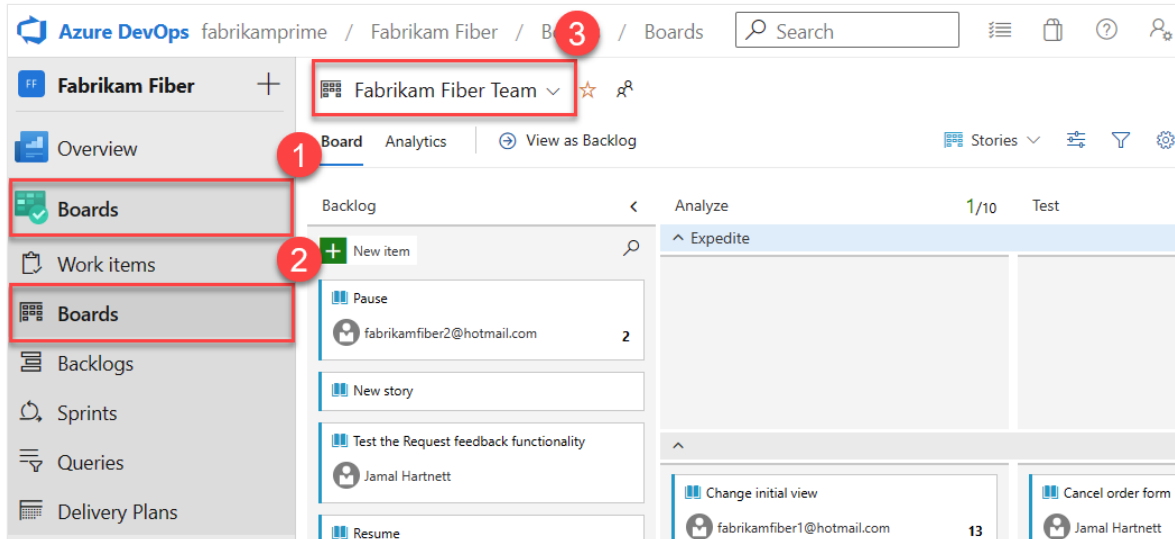 Azure DevOps fabrikamprime / Fabrikam Fiber / / Boards Search
3
FF Fabrikam Fiber
Fabrikam Fiber Team
Overview
1
Board Analytics View as Backlog Stories
Boards
Backlog Analyze 1/10 Test
Expedite
2
New item
Work items
Boards
Pause
fabrikamfiber2@hotmail.com 2
Backlogs
New story
Sprints
Test the Request feedback functionality
Jamal Hartnett
Queries
Change initial view
Cancel order form
Delivery Plans
Resume
fabrikamfiber1@hotmail.com 13
Jamal Hartnett